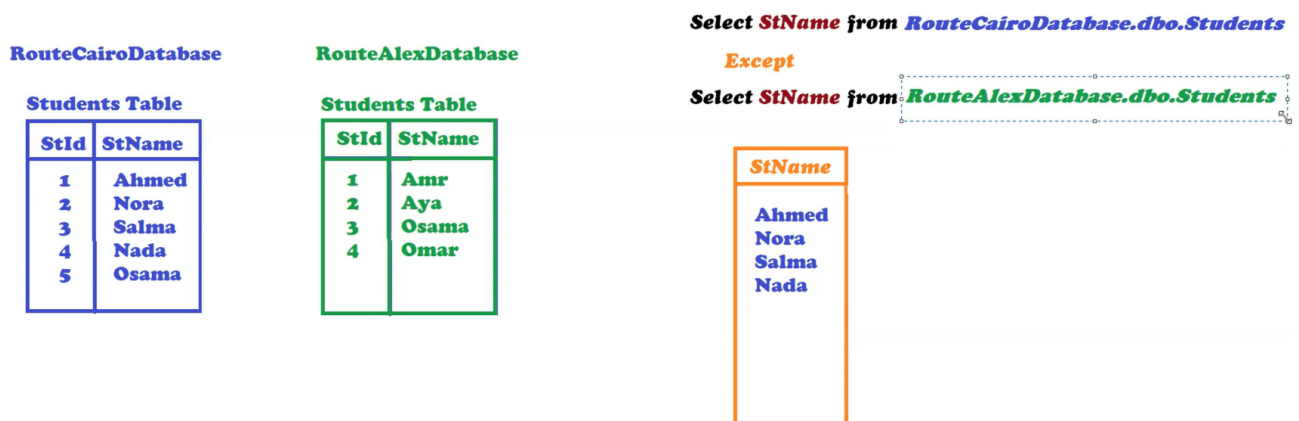 RouteCairoDatabase
Students Table
StId StName
1 Ahmed
2 Nora
3 Salma
4 Nada
5 Osama
RouteAlexDatabase
Students Table
StId StName
1 Amr
2 Aya
3 Osama
4 Omar
Select StName from RouteCairoDatabase.dbo.Students
Except
Select StName from RouteAlexDatabase.dbo.Students
StName
Ahmed
Nora
Salma
Nada